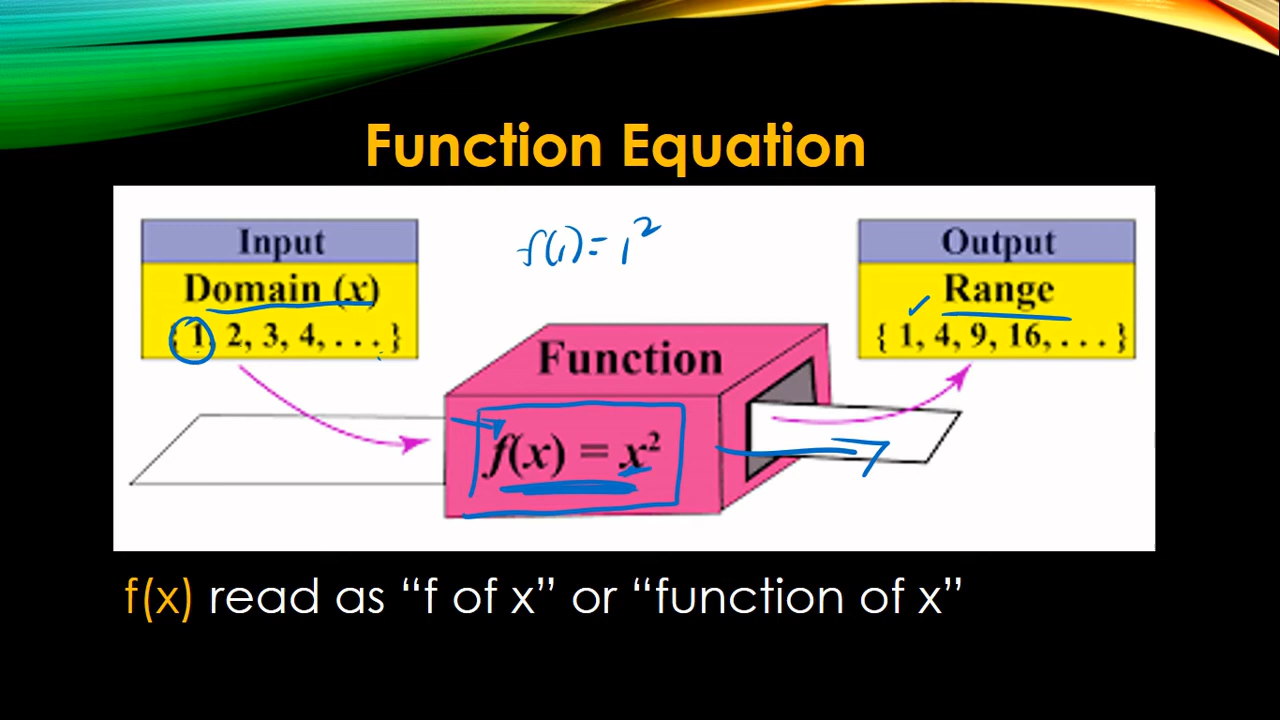 Function Equation
Input
Domain (x)
{ 1, 2, 3, 4, . . . }
f(1) = 1²
Output
Range
{ 1, 4, 9, 16, . . . }
Function
f(x) = x²
f(x) read as “f of x” or “function of x”